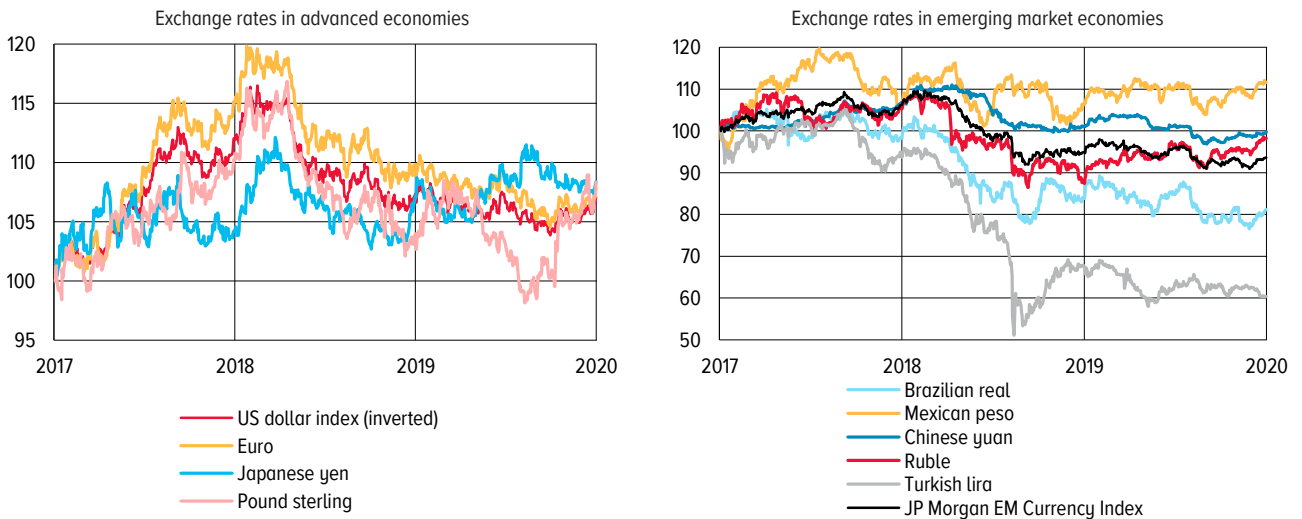 Exchange rates in advanced economies
120
115
110
105
100
95
2017
2018
2019
2020
US dollar index (inverted)
Euro
Japanese yen
Pound sterling
Exchange rates in emerging market economies
120
110
100
90
80
70
60
50
2017
2018
2019
2020
Brazilian real
Mexican peso
Chinese yuan
Ruble
Turkish lira
JP Morgan EM Currency Index